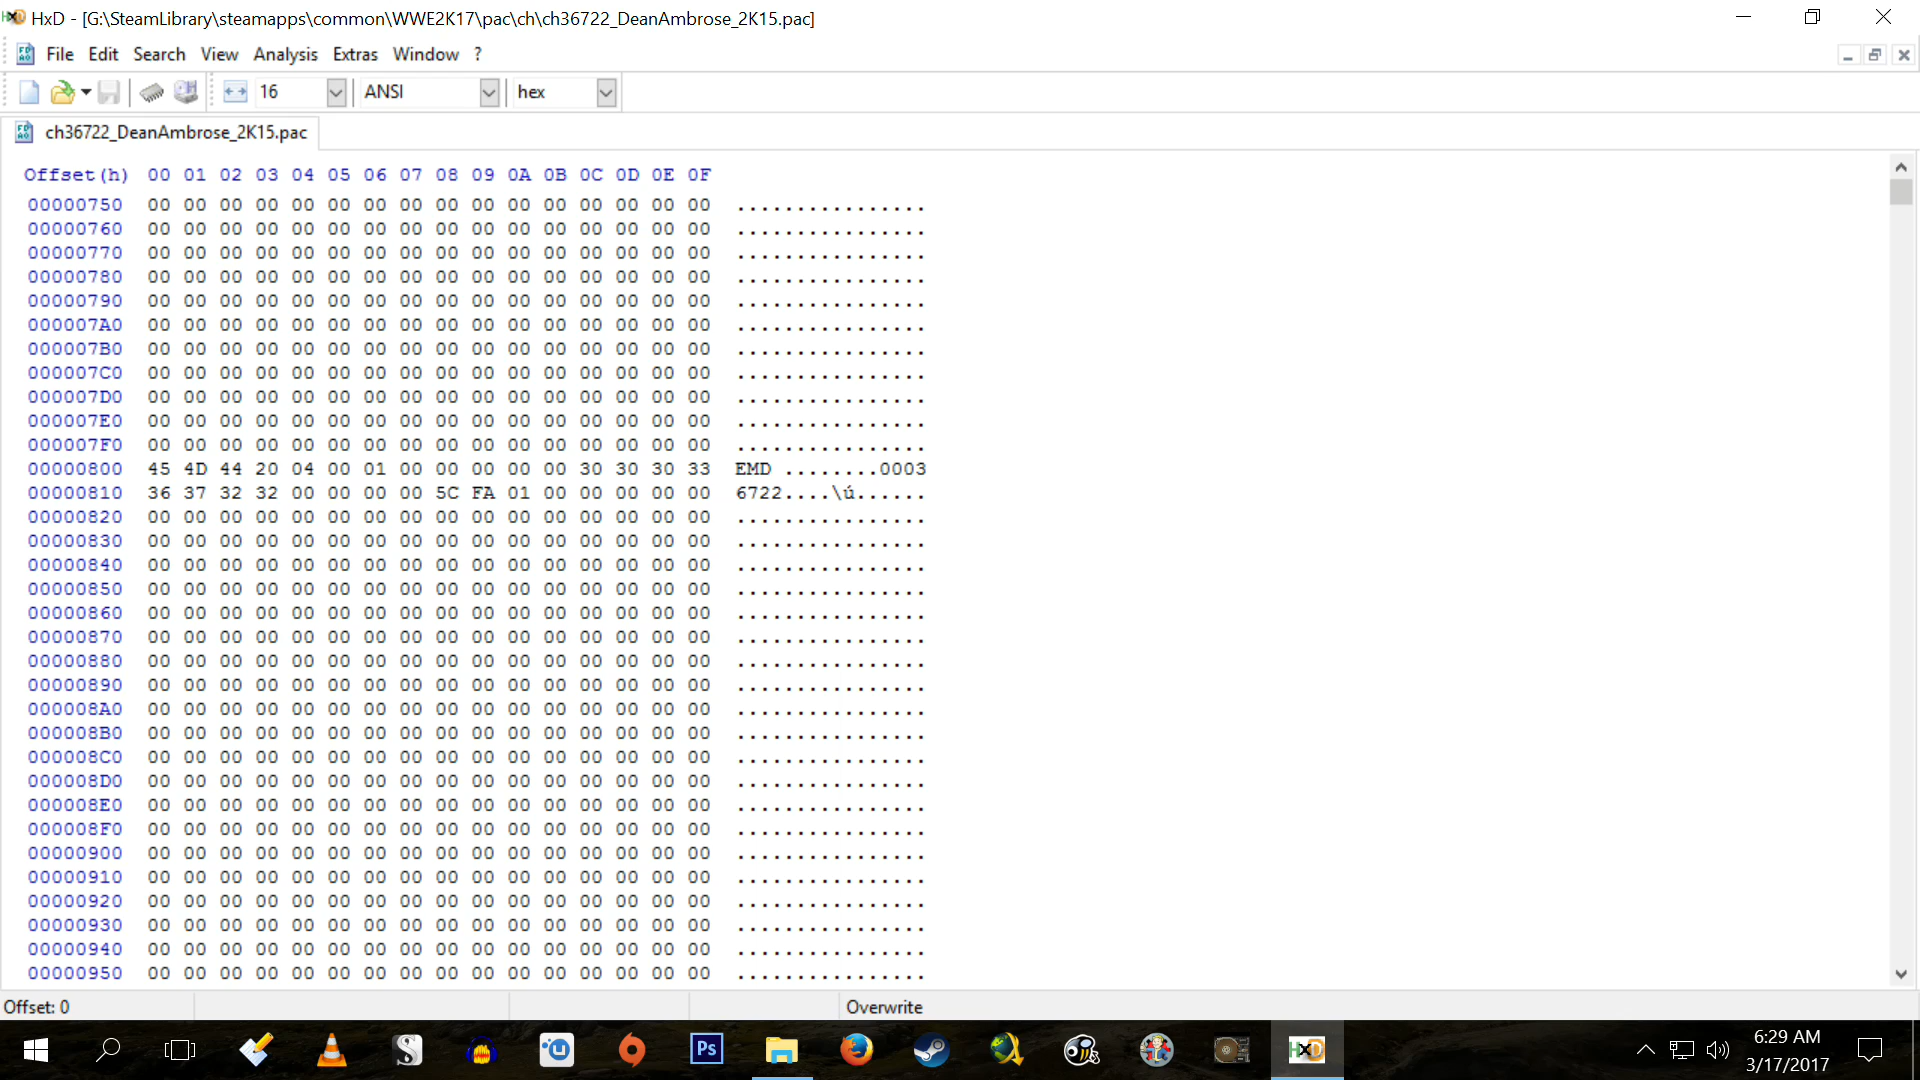 HxD - [G:\SteamLibrary\steamapps\common\WWE2K17\pac\ch\ch36722_DeanAmbrose_2K15.pac]
File Edit Search View Analysis Extras Window ?
16 ANSI hex
ch36722_DeanAmbrose_2K15.pac
Offset(h) 00 01 02 03 04 05 06 07 08 09 0A 0B 0C 0D 0E 0F
00000750 00 00 00 00 00 00 00 00 00 00 00 00 00 00 00 00 ................
00000760 00 00 00 00 00 00 00 00 00 00 00 00 00 00 00 00 ................
00000770 00 00 00 00 00 00 00 00 00 00 00 00 00 00 00 00 ................
00000780 00 00 00 00 00 00 00 00 00 00 00 00 00 00 00 00 ................
00000790 00 00 00 00 00 00 00 00 00 00 00 00 00 00 00 00 ................
000007A0 00 00 00 00 00 00 00 00 00 00 00 00 00 00 00 00 ................
000007B0 00 00 00 00 00 00 00 00 00 00 00 00 00 00 00 00 ................
000007C0 00 00 00 00 00 00 00 00 00 00 00 00 00 00 00 00 ................
000007D0 00 00 00 00 00 00 00 00 00 00 00 00 00 00 00 00 ................
000007E0 00 00 00 00 00 00 00 00 00 00 00 00 00 00 00 00 ................
000007F0 00 00 00 00 00 00 00 00 00 00 00 00 00 00 00 00 ................
00000800 45 4D 44 20 04 00 01 00 00 00 00 00 30 30 30 33 EMD ........0003
00000810 36 37 32 32 00 00 00 00 5C FA 01 00 00 00 00 00 6722....\ú......
00000820 00 00 00 00 00 00 00 00 00 00 00 00 00 00 00 00 ................
00000830 00 00 00 00 00 00 00 00 00 00 00 00 00 00 00 00 ................
00000840 00 00 00 00 00 00 00 00 00 00 00 00 00 00 00 00 ................
00000850 00 00 00 00 00 00 00 00 00 00 00 00 00 00 00 00 ................
00000860 00 00 00 00 00 00 00 00 00 00 00 00 00 00 00 00 ................
00000870 00 00 00 00 00 00 00 00 00 00 00 00 00 00 00 00 ................
00000880 00 00 00 00 00 00 00 00 00 00 00 00 00 00 00 00 ................
00000890 00 00 00 00 00 00 00 00 00 00 00 00 00 00 00 00 ................
000008A0 00 00 00 00 00 00 00 00 00 00 00 00 00 00 00 00 ................
000008B0 00 00 00 00 00 00 00 00 00 00 00 00 00 00 00 00 ................
000008C0 00 00 00 00 00 00 00 00 00 00 00 00 00 00 00 00 ................
000008D0 00 00 00 00 00 00 00 00 00 00 00 00 00 00 00 00 ................
000008E0 00 00 00 00 00 00 00 00 00 00 00 00 00 00 00 00 ................
000008F0 00 00 00 00 00 00 00 00 00 00 00 00 00 00 00 00 ................
00000900 00 00 00 00 00 00 00 00 00 00 00 00 00 00 00 00 ................
00000910 00 00 00 00 00 00 00 00 00 00 00 00 00 00 00 00 ................
00000920 00 00 00 00 00 00 00 00 00 00 00 00 00 00 00 00 ................
00000930 00 00 00 00 00 00 00 00 00 00 00 00 00 00 00 00 ................
00000940 00 00 00 00 00 00 00 00 00 00 00 00 00 00 00 00 ................
00000950 00 00 00 00 00 00 00 00 00 00 00 00 00 00 00 00 ................
Offset: 0 Overwrite
Ps HxD 6:29 AM
3/17/2017